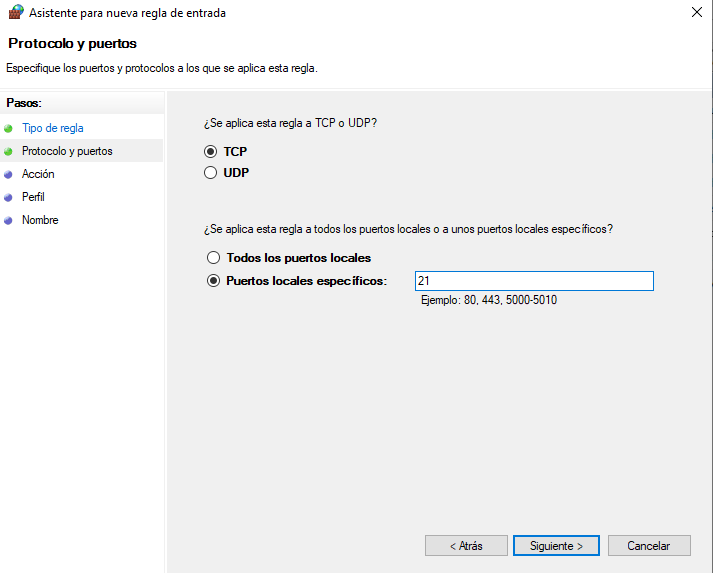 Asistente para nueva regla de entrada
Protocolo y puertos
Especifique los puertos y protocolos a los que se aplica esta regla.
Pasos:
Tipo de regla
Protocolo y puertos
Acción
Perfil
Nombre
¿Se aplica esta regla a TCP o UDP?
TCP
UDP
¿Se aplica esta regla a todos los puertos locales o a unos puertos locales específicos?
Todos los puertos locales
Puertos locales específicos:
21
Ejemplo: 80, 443, 5000-5010
< Atrás
Siguiente >
Cancelar